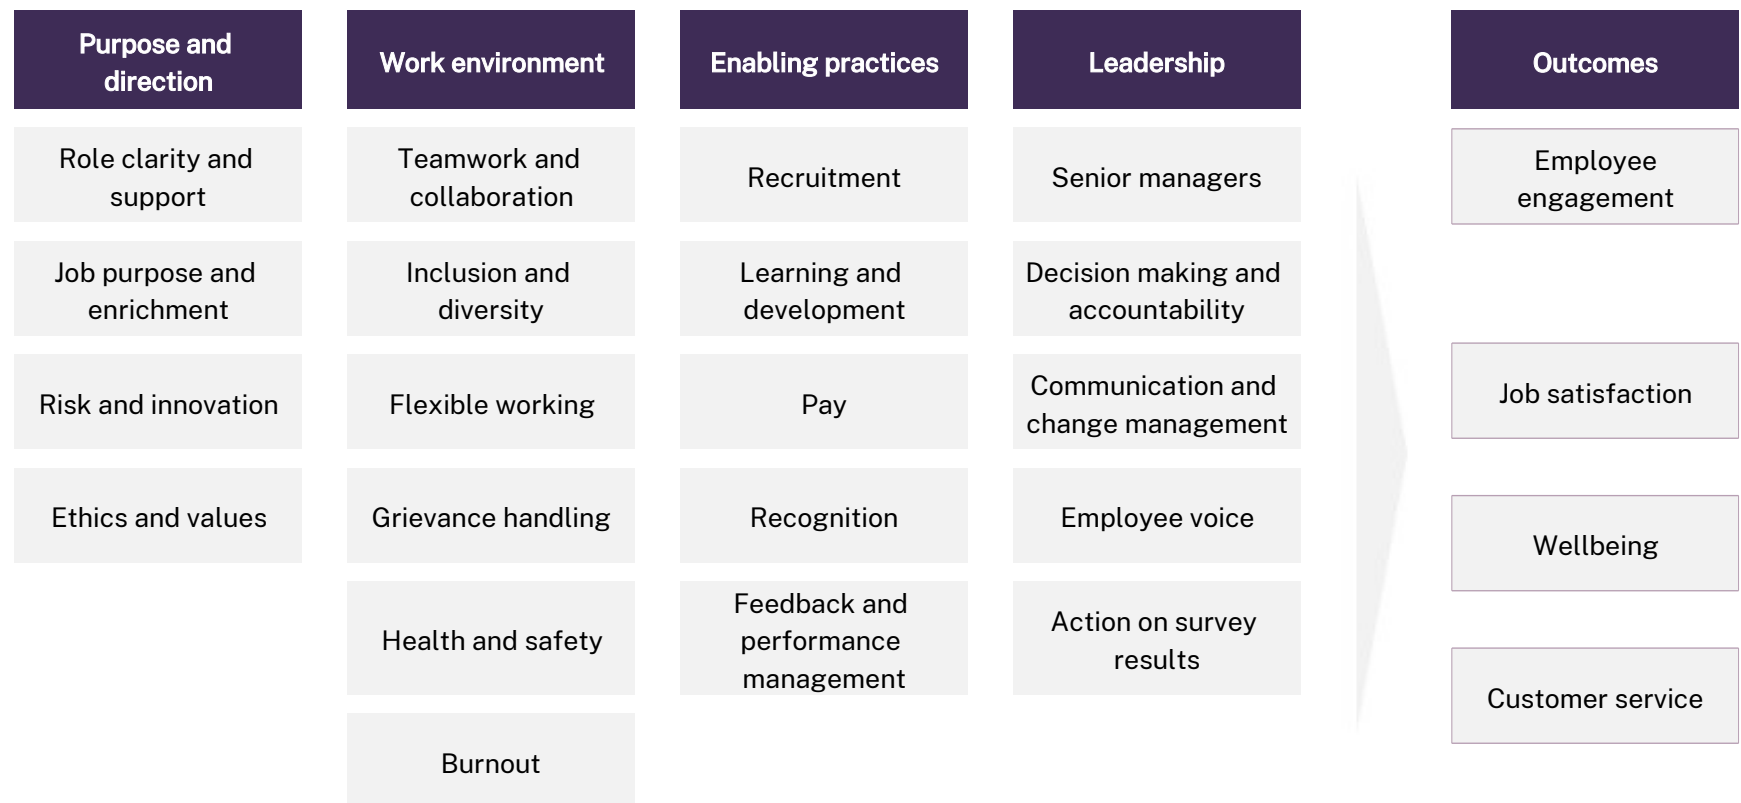 Purpose and
direction
Role clarity and
support
Job purpose and
enrichment
Risk and innovation
Ethics and values
Work environment
Teamwork and
collaboration
Inclusion and
diversity
Flexible working
Grievance handling
Health and safety
Burnout
Enabling practices
Recruitment
Learning and
development
Pay
Recognition
Feedback and
performance
management
Leadership
Senior managers
Decision making and
accountability
Communication and
change management
Employee voice
Action on survey
results
Outcomes
Employee
engagement
Job satisfaction
Wellbeing
Customer service